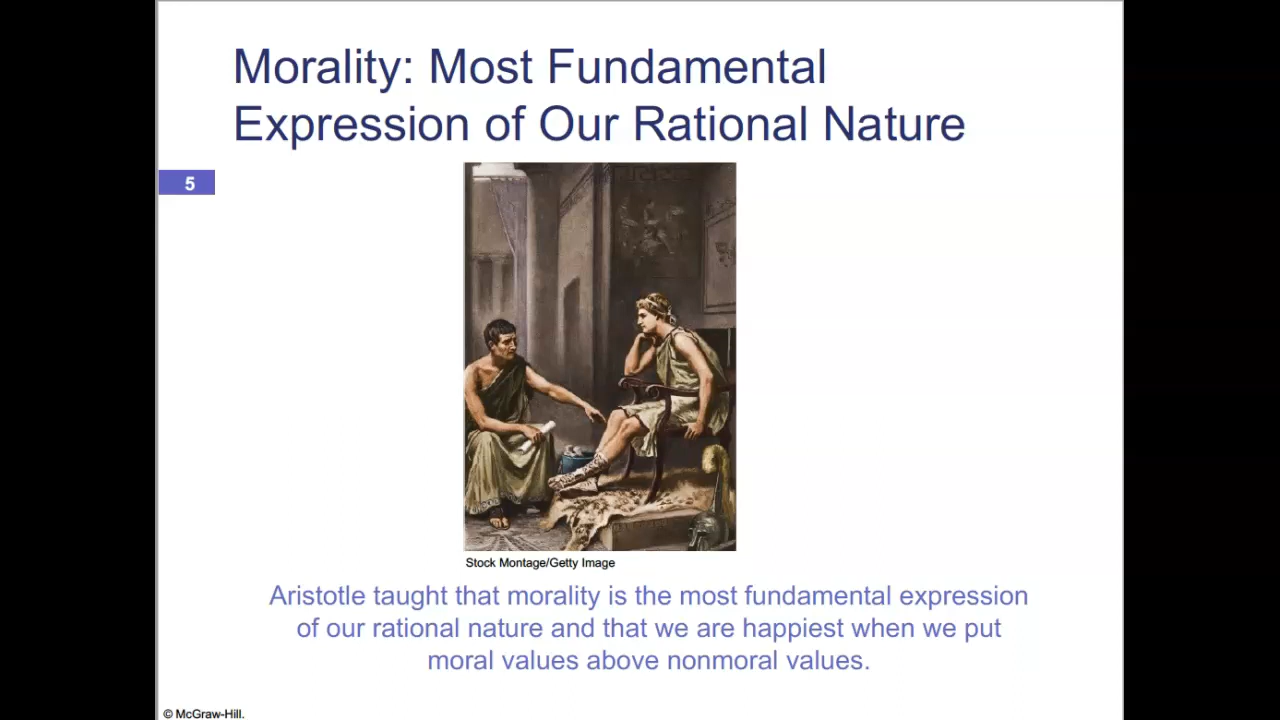 Morality: Most Fundamental
Expression of Our Rational Nature
5
Stock Montage/Getty Image
Aristotle taught that morality is the most fundamental expression
of our rational nature and that we are happiest when we put
moral values above nonmoral values.
© McGraw-Hill.